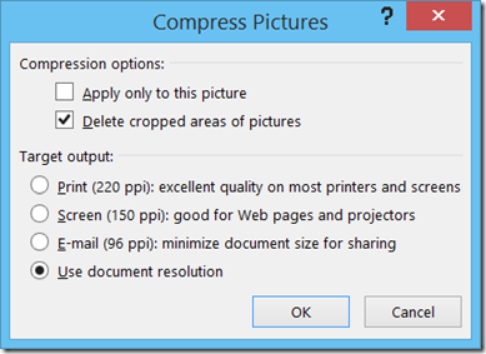 Compress Pictures
?
Compression options:
Apply only to this picture
Delete cropped areas of pictures
Target output:
Print (220 ppi): excellent quality on most printers and screens
Screen (150 ppi): good for Web pages and projectors
E-mail (96 ppi): minimize document size for sharing
Use document resolution
OK Cancel